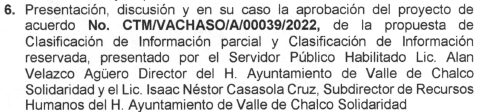 6. Presentación, discusión y en su caso la aprobación del proyecto de
acuerdo No. CTM/VACHASO/A/00039/2022, de la propuesta de
Clasificación de Información parcial y Clasificación de Información
reservada, presentado por el Servidor Público Habilitado Lic. Alan
Velazco Agüero Director del H. Ayuntamiento de Valle de Chalco
Solidaridad y el Lic. Isaac Néstor Casasola Cruz, Subdirector de Recursos
Humanos del H. Ayuntamiento de Valle de Chalco Solidaridad